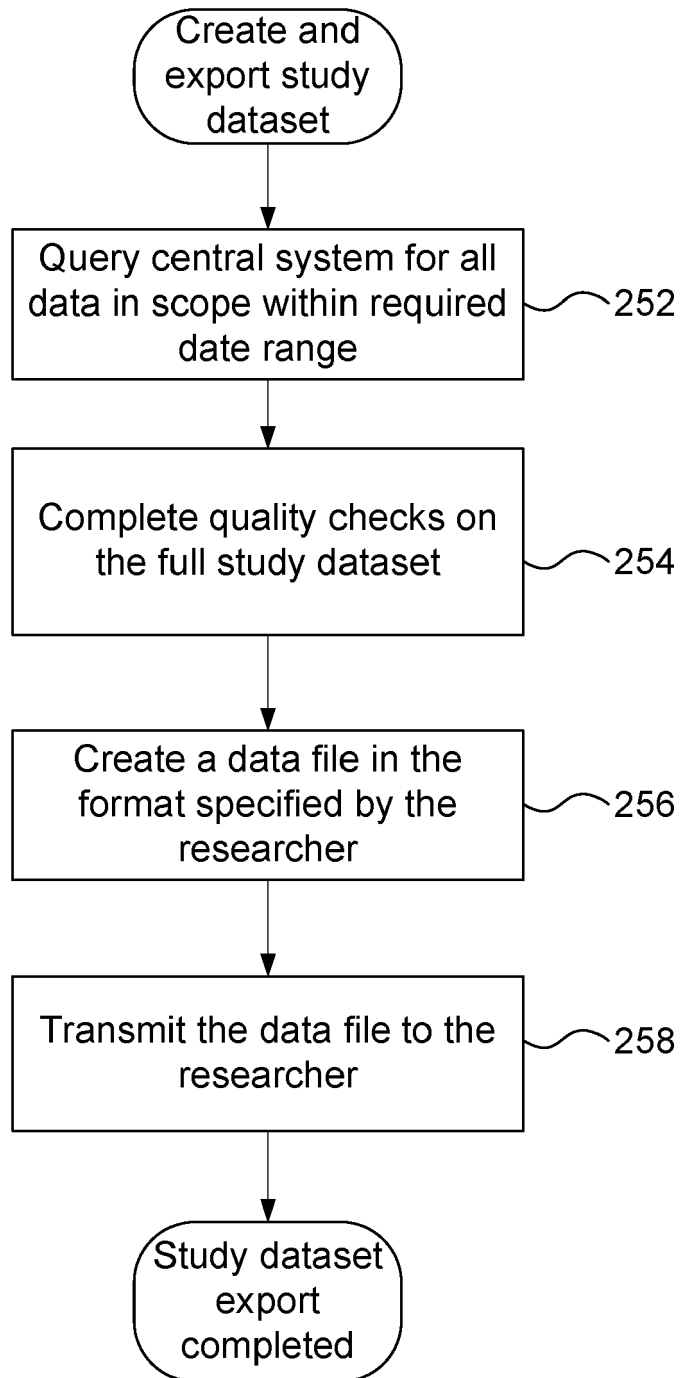 Create and
export study
dataset
Query central system for all
data in scope within required
date range
252
Complete quality checks on
the full study dataset
254
Create a data file in the
format specified by the
researcher
256
Transmit the data file to the
researcher
258
Study dataset
export
completed